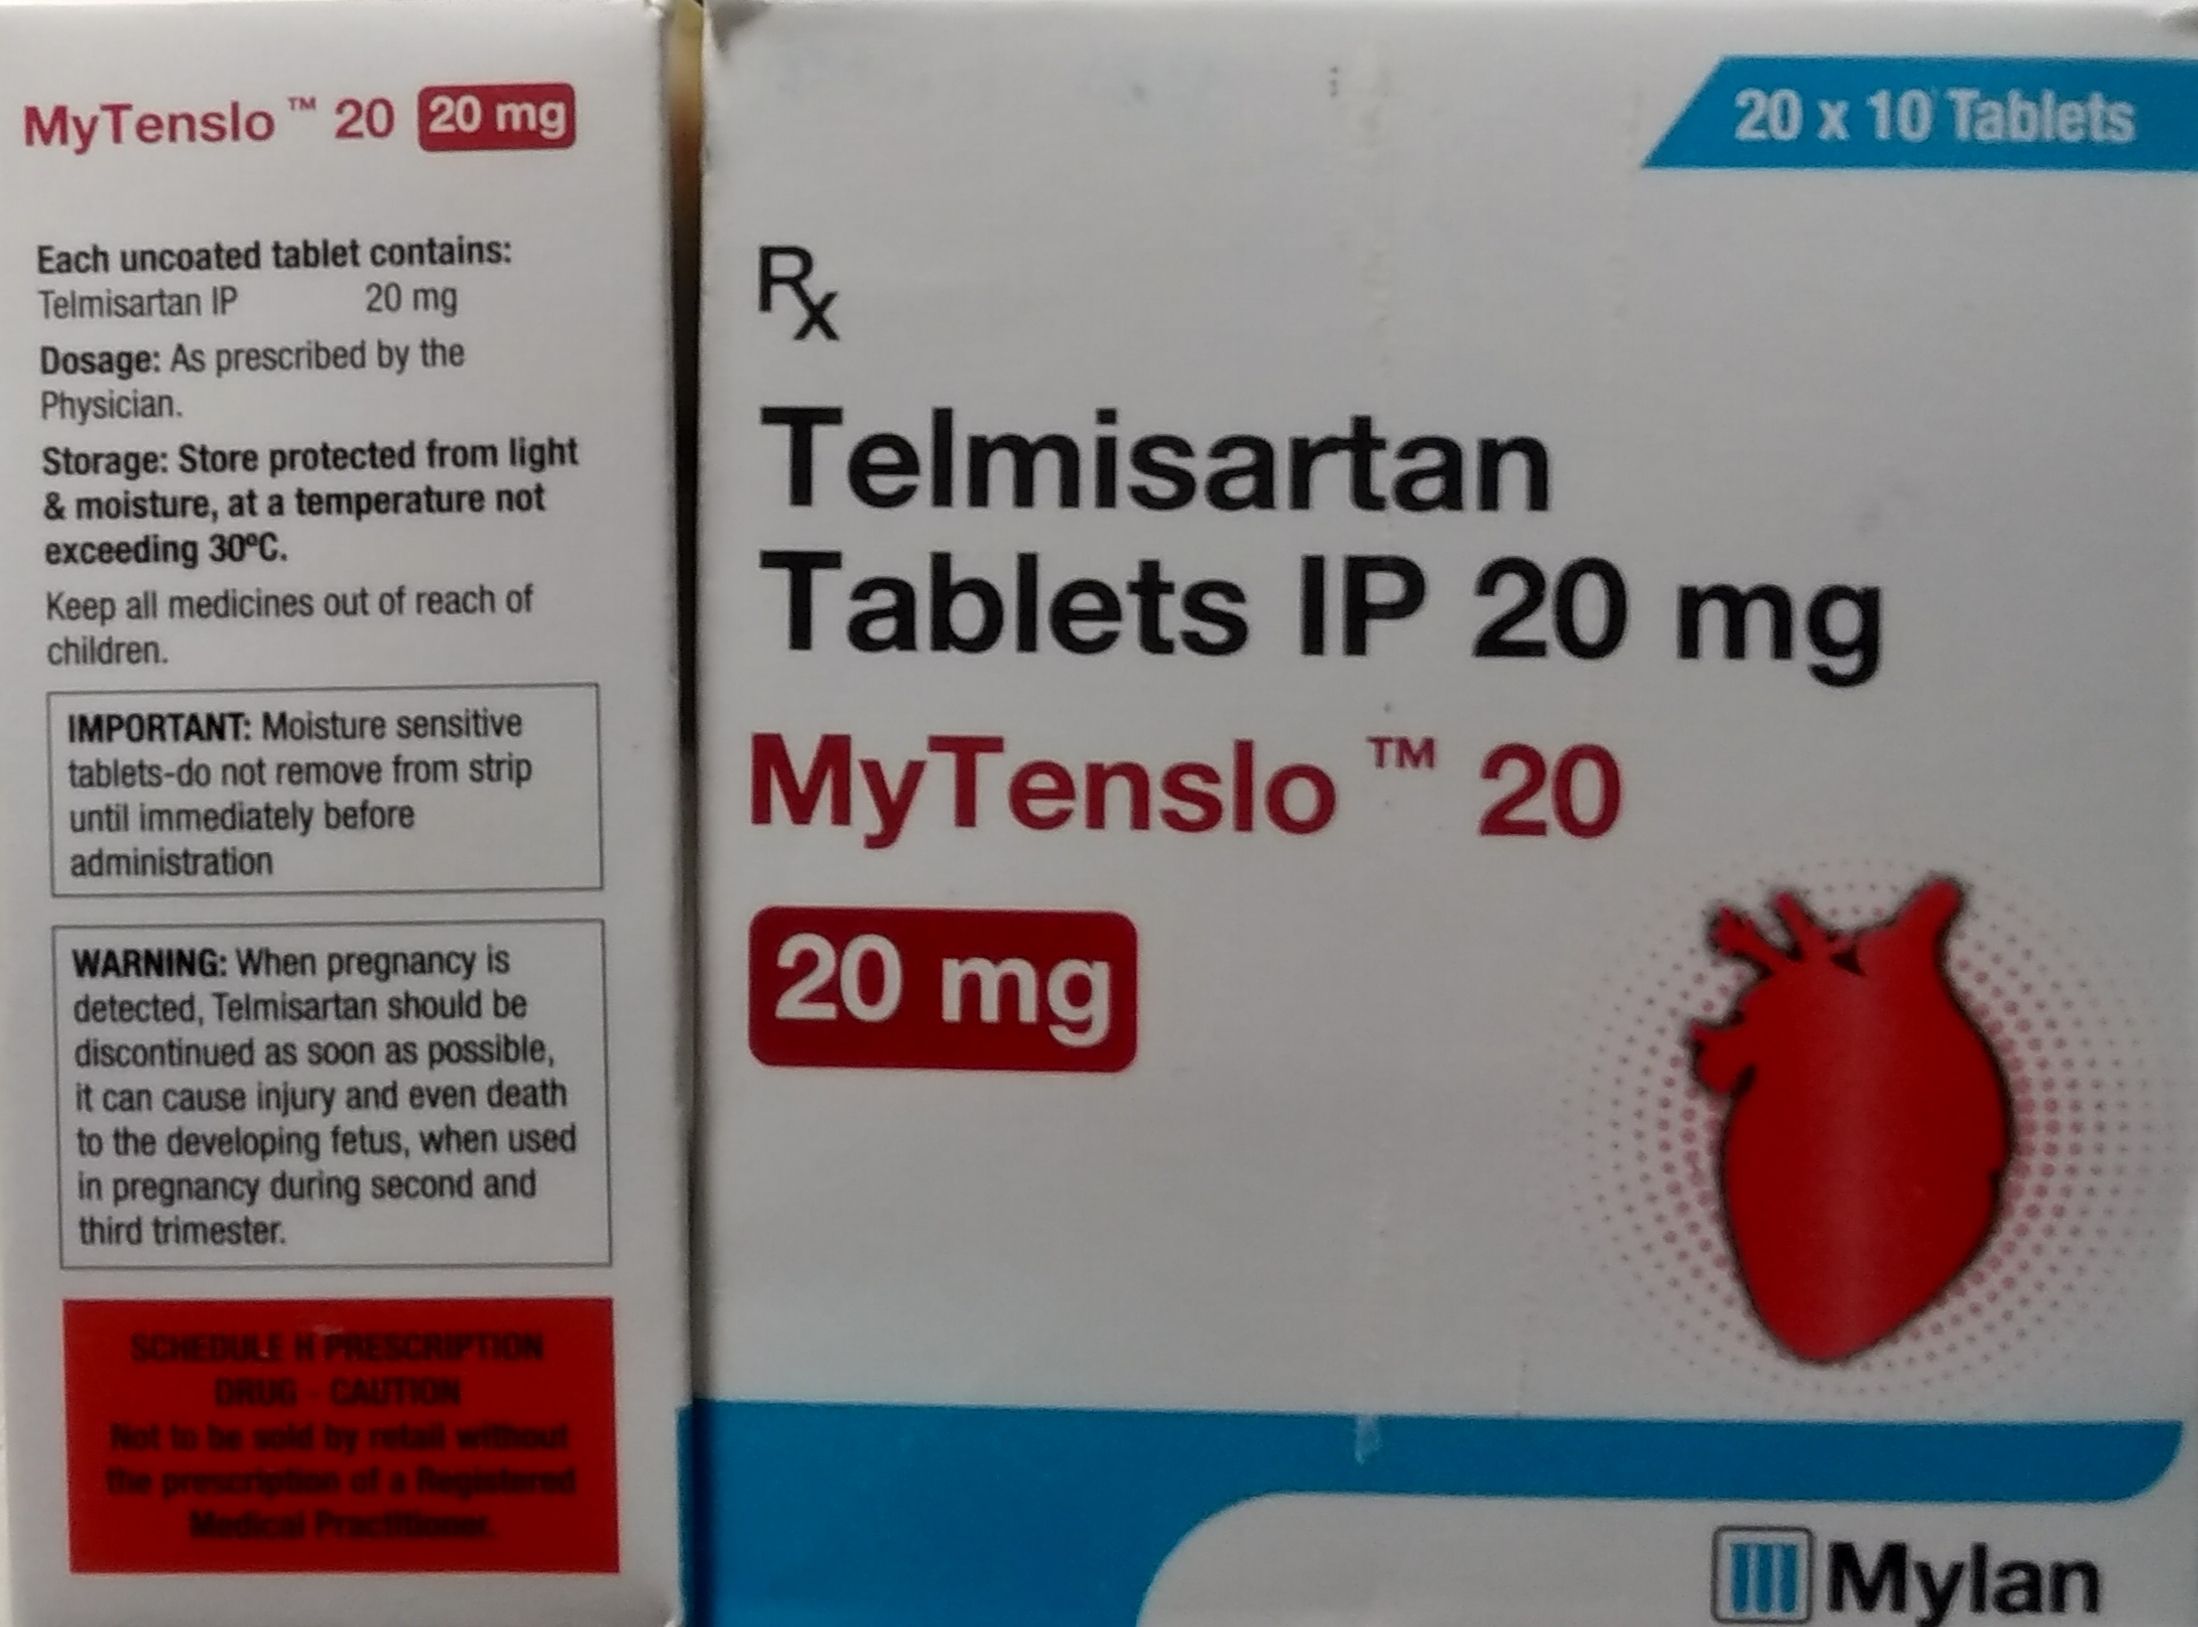 MyTenslo™ 20 20 mg
Each uncoated tablet contains:
Telmisartan IP 20 mg
Dosage: As prescribed by the
Physician.
Storage: Store protected from light
& moisture, at a temperature not
exceeding 30ºC.
Keep all medicines out of reach of
children.
IMPORTANT: Moisture sensitive
tablets-do not remove from strip
until immediately before
administration
WARNING: When pregnancy is
detected, Telmisartan should be
discontinued as soon as possible,
it can cause injury and even death
to the developing fetus, when used
in pregnancy during second and
third trimester.
SCHEDULE H PRESCRIPTION
DRUG - CAUTION
Not to be sold by retail without
the prescription of a Registered
Medical Practitioner.
20 x 10 Tablets
Rx
Telmisartan
Tablets IP 20 mg
MyTenslo™ 20
20 mg
Mylan